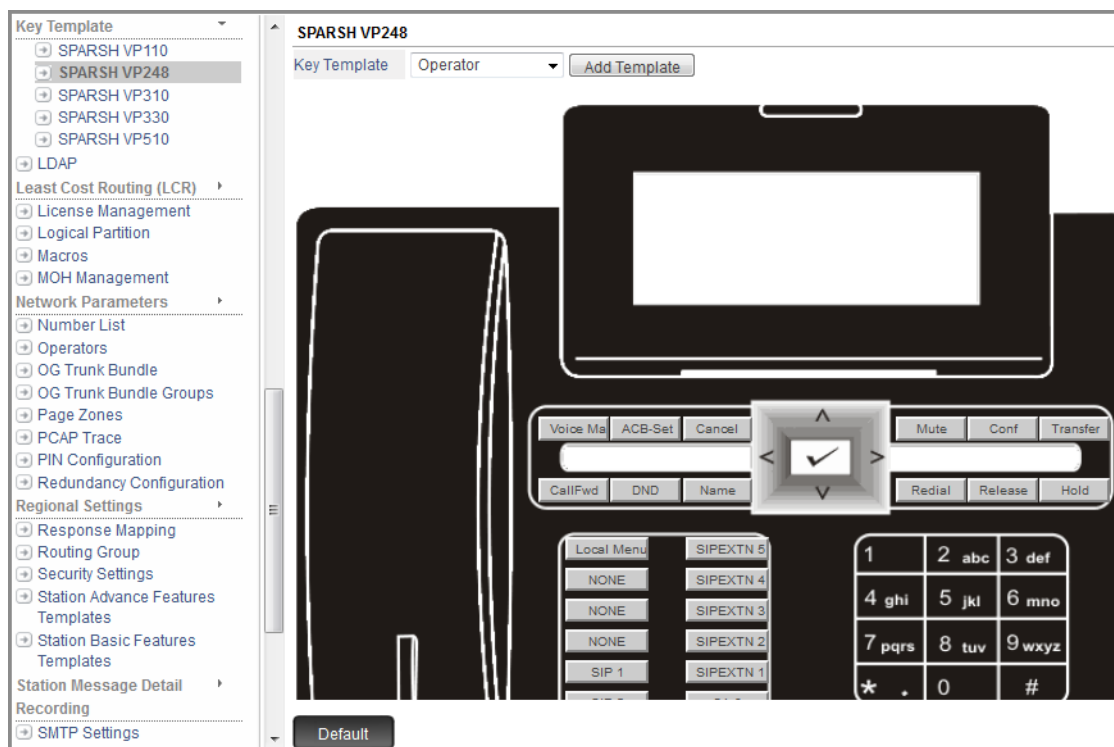 Key Template
SPARSH VP110
SPARSH VP248
SPARSH VP310
SPARSH VP330
SPARSH VP510
LDAP
Least Cost Routing (LCR)
License Management
Logical Partition
Macros
MOH Management
Network Parameters
Number List
Operators
OG Trunk Bundle
OG Trunk Bundle Groups
Page Zones
PCAP Trace
PIN Configuration
Redundancy Configuration
Regional Settings
Response Mapping
Routing Group
Security Settings
Station Advance Features
Templates
Station Basic Features
Templates
Station Message Detail
Recording
SMTP Settings
SPARSH VP248
Key Template Operator Add Template
Voice Ma ACB-Set Cancel Mute Conf Transfer
CallFwd DND Name Redial Release Hold
Local Menu SIPEXTN 5
NONE SIPEXTN 4
NONE SIPEXTN 3
NONE SIPEXTN 2
SIP 1 SIPEXTN 1
1 2 abc 3 def
4 ghi 5 jkl 6 mno
7 pqrs 8 tuv 9 wxyz
* . 0 #
Default